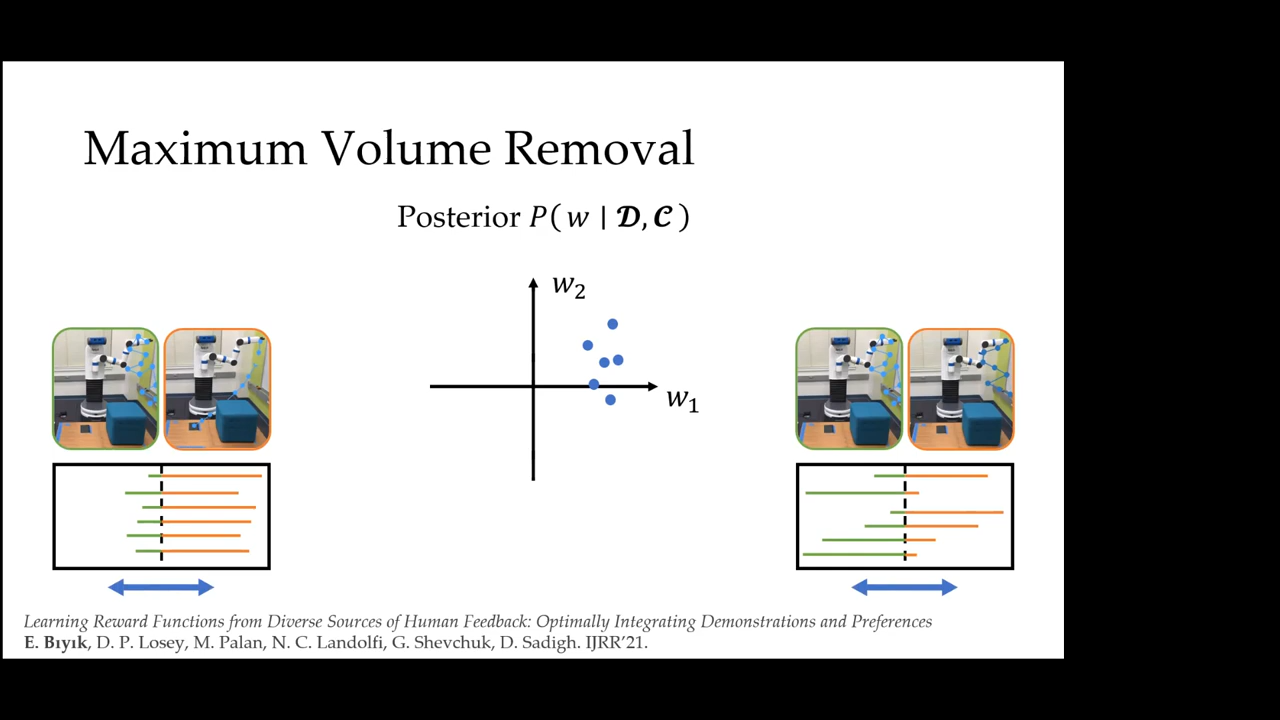 Maximum Volume Removal
Posterior P(w | 𝓓, 𝓒)
w₂
w₁
Learning Reward Functions from Diverse Sources of Human Feedback: Optimally Integrating Demonstrations and Preferences
E. Bıyık, D. P. Losey, M. Palan, N. C. Landolfi, G. Shevchuk, D. Sadigh. IJRR’21.